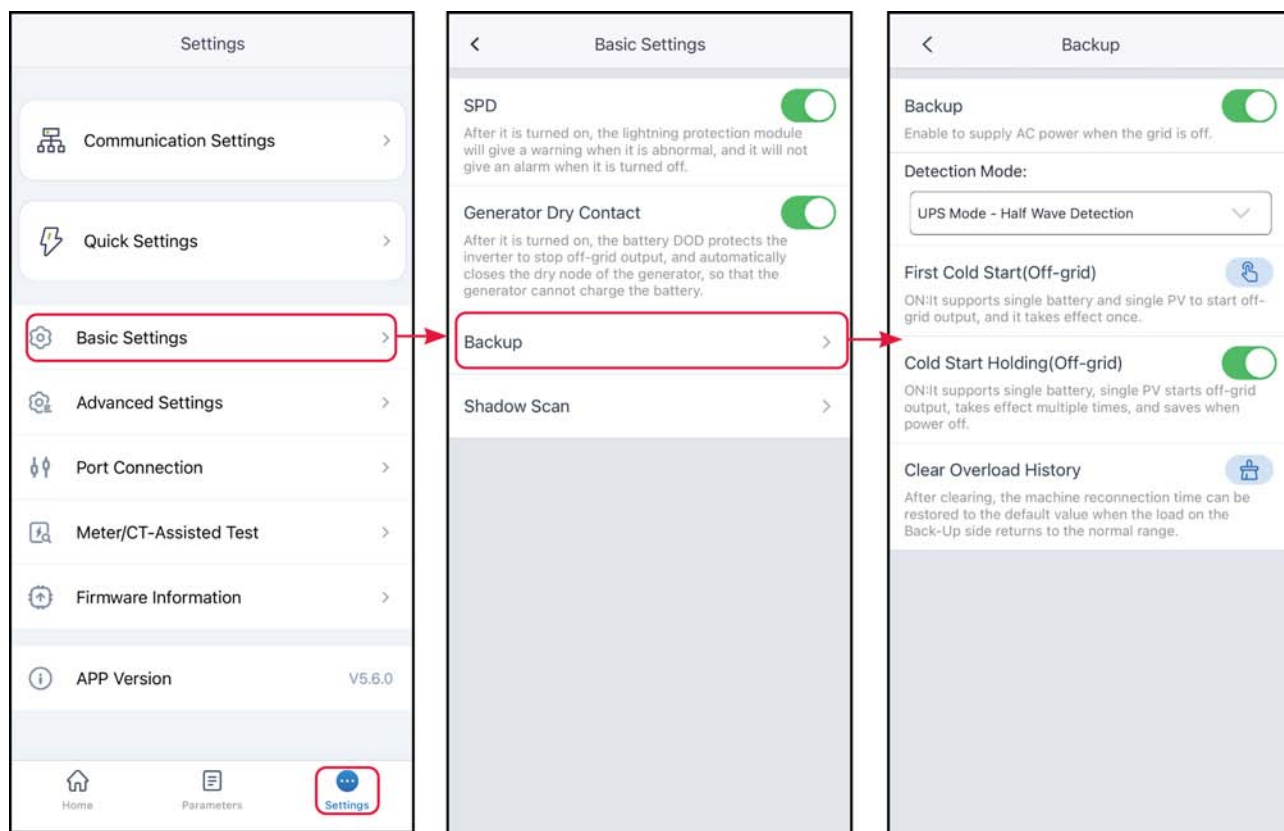 Settings
Communication Settings
Quick Settings
Basic Settings
Advanced Settings
Port Connection
Meter/CT-Assisted Test
Firmware Information
APP Version V5.6.0
Home Parameters Settings
Basic Settings
SPD
After it is turned on, the lightning protection module
will give a warning when it is abnormal, and it will not
give an alarm when it is turned off.
Generator Dry Contact
After it is turned on, the battery DOD protects the
inverter to stop off-grid output, and automatically
closes the dry node of the generator, so that the
generator cannot charge the battery.
Backup
Shadow Scan
Backup
Backup
Enable to supply AC power when the grid is off.
Detection Mode:
UPS Mode - Half Wave Detection
First Cold Start(Off-grid)
ON:It supports single battery and single PV to start off-
grid output, and it takes effect once.
Cold Start Holding(Off-grid)
ON:It supports single battery, single PV starts off-grid
output, takes effect multiple times, and saves when
power off.
Clear Overload History
After clearing, the machine reconnection time can be
restored to the default value when the load on the
Back-Up side returns to the normal range.